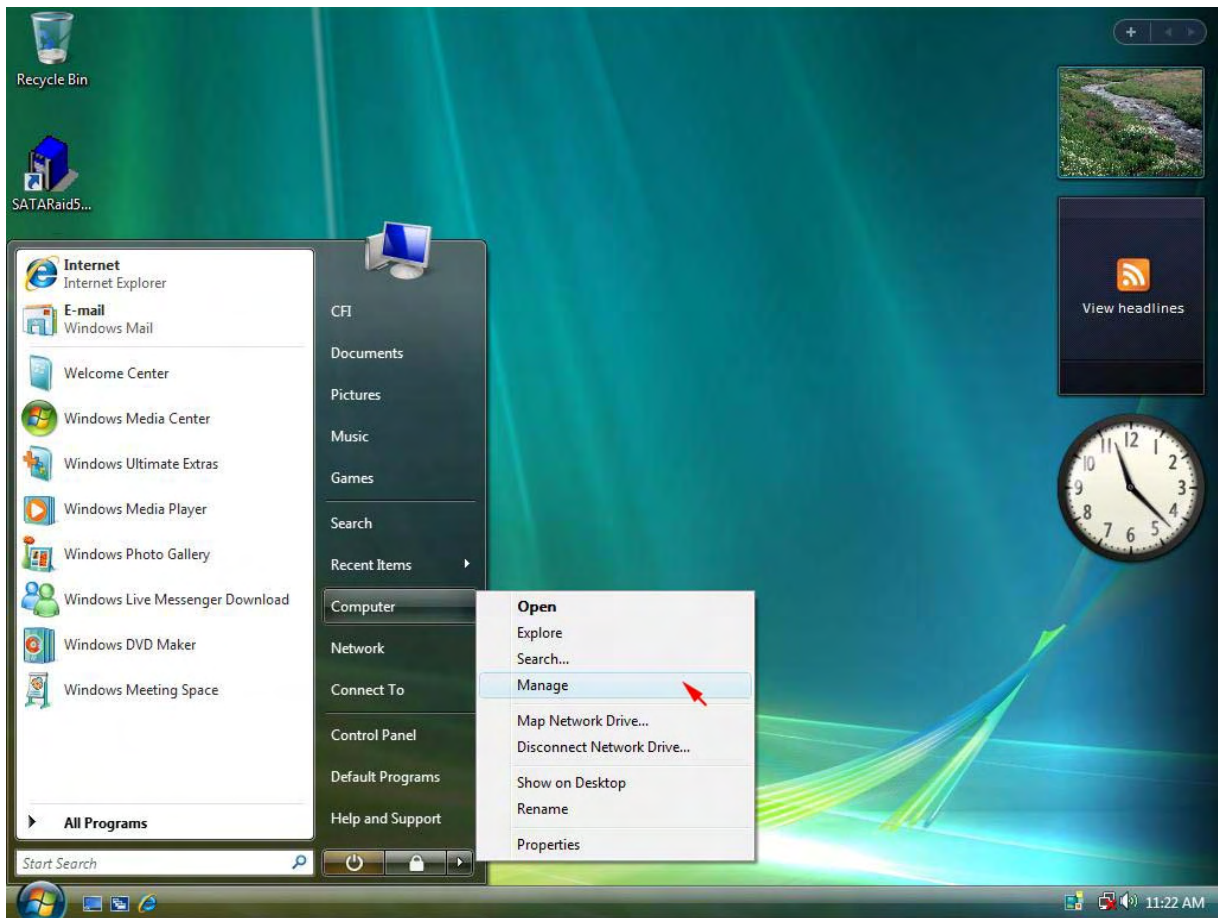 Recycle Bin
SATARaid5...
Internet
Internet Explorer
E-mail
Windows Mail
Welcome Center
Windows Media Center
Windows Ultimate Extras
Windows Media Player
Windows Photo Gallery
Windows Live Messenger Download
Windows DVD Maker
Windows Meeting Space
All Programs
Start Search
CFI
Documents
Pictures
Music
Games
Search
Recent Items
Computer
Network
Connect To
Control Panel
Default Programs
Help and Support
Open
Explore
Search...
Manage
Map Network Drive...
Disconnect Network Drive...
Show on Desktop
Rename
Properties
View headlines
11 12 1
10 2
9 3
8 4
7 6 5
11:22 AM